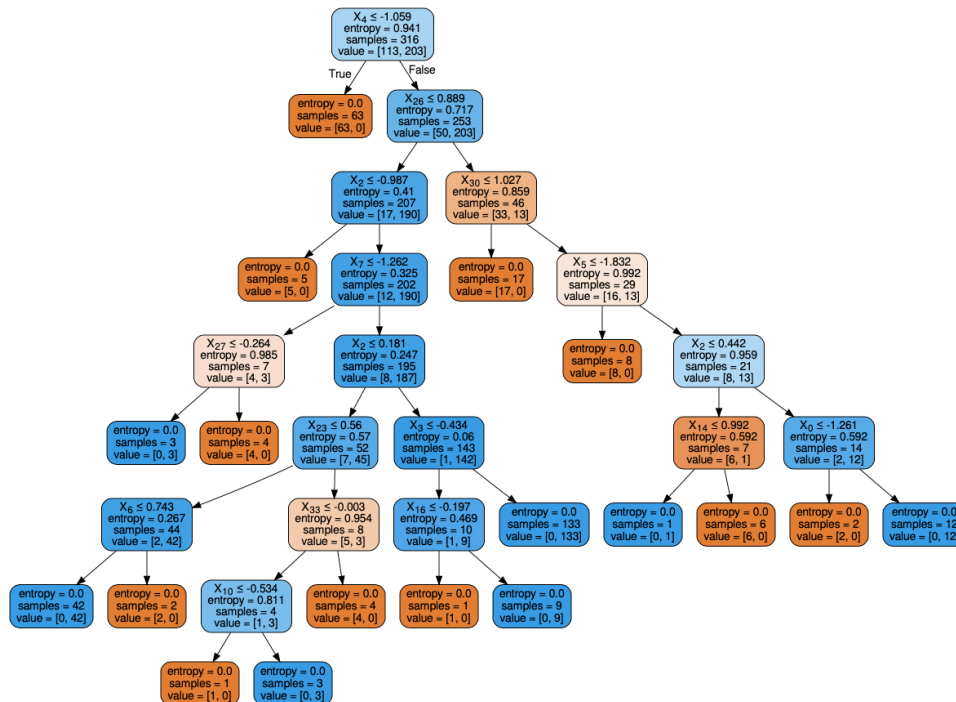 X4 ≤ -1.059
entropy = 0.941
samples = 316
value = [113, 203]
True
False
entropy = 0.0
samples = 63
value = [63, 0]
X26 ≤ 0.889
entropy = 0.717
samples = 253
value = [50, 203]
X2 ≤ -0.987
entropy = 0.41
samples = 207
value = [17, 190]
X30 ≤ 1.027
entropy = 0.859
samples = 46
value = [33, 13]
entropy = 0.0
samples = 5
value = [5, 0]
X7 ≤ -1.262
entropy = 0.325
samples = 202
value = [12, 190]
entropy = 0.0
samples = 17
value = [17, 0]
X5 ≤ -1.832
entropy = 0.992
samples = 29
value = [16, 13]
X27 ≤ -0.264
entropy = 0.985
samples = 7
value = [4, 3]
X2 ≤ 0.181
entropy = 0.247
samples = 195
value = [8, 187]
entropy = 0.0
samples = 8
value = [8, 0]
X2 ≤ 0.442
entropy = 0.959
samples = 21
value = [8, 13]
entropy = 0.0
samples = 3
value = [0, 3]
entropy = 0.0
samples = 4
value = [4, 0]
X23 ≤ 0.56
entropy = 0.57
samples = 52
value = [7, 45]
X3 ≤ -0.434
entropy = 0.06
samples = 143
value = [1, 142]
X14 ≤ 0.992
entropy = 0.592
samples = 7
value = [6, 1]
X0 ≤ -1.261
entropy = 0.592
samples = 14
value = [2, 12]
X6 ≤ 0.743
entropy = 0.267
samples = 44
value = [2, 42]
X33 ≤ -0.003
entropy = 0.954
samples = 8
value = [5, 3]
X16 ≤ -0.197
entropy = 0.469
samples = 10
value = [1, 9]
entropy = 0.0
samples = 133
value = [0, 133]
entropy = 0.0
samples = 1
value = [0, 1]
entropy = 0.0
samples = 6
value = [6, 0]
entropy = 0.0
samples = 2
value = [2, 0]
entropy = 0.0
samples = 12
value = [0, 12]
entropy = 0.0
samples = 42
value = [0, 42]
entropy = 0.0
samples = 2
value = [2, 0]
X10 ≤ -0.534
entropy = 0.811
samples = 4
value = [1, 3]
entropy = 0.0
samples = 4
value = [4, 0]
entropy = 0.0
samples = 1
value = [1, 0]
entropy = 0.0
samples = 9
value = [0, 9]
entropy = 0.0
samples = 1
value = [1, 0]
entropy = 0.0
samples = 3
value = [0, 3]